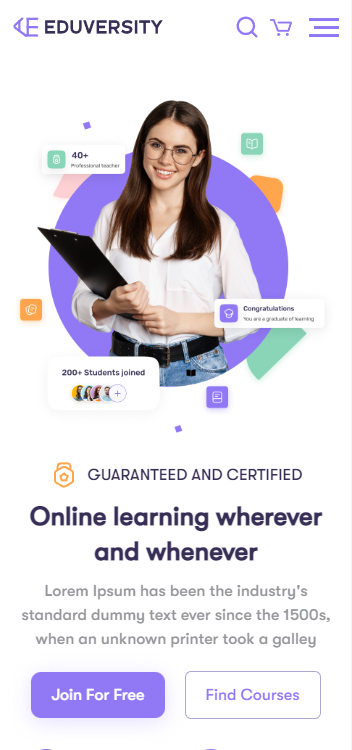 EDUVERSITY
40+
Professional teacher
Congratulations
You are a graduate of learning
200+ Students joined
+
GUARANTEED AND CERTIFIED
Online learning wherever
and whenever
Lorem Ipsum has been the industry's
standard dummy text ever since the 1500s,
when an unknown printer took a galley
Join For Free
Find Courses